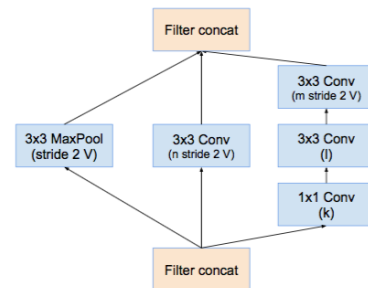 Filter concat
3x3 Conv
(m stride 2 V)
3x3 MaxPool
(stride 2 V)
3x3 Conv
(n stride 2 V)
3x3 Conv
(l)
1x1 Conv
(k)
Filter concat